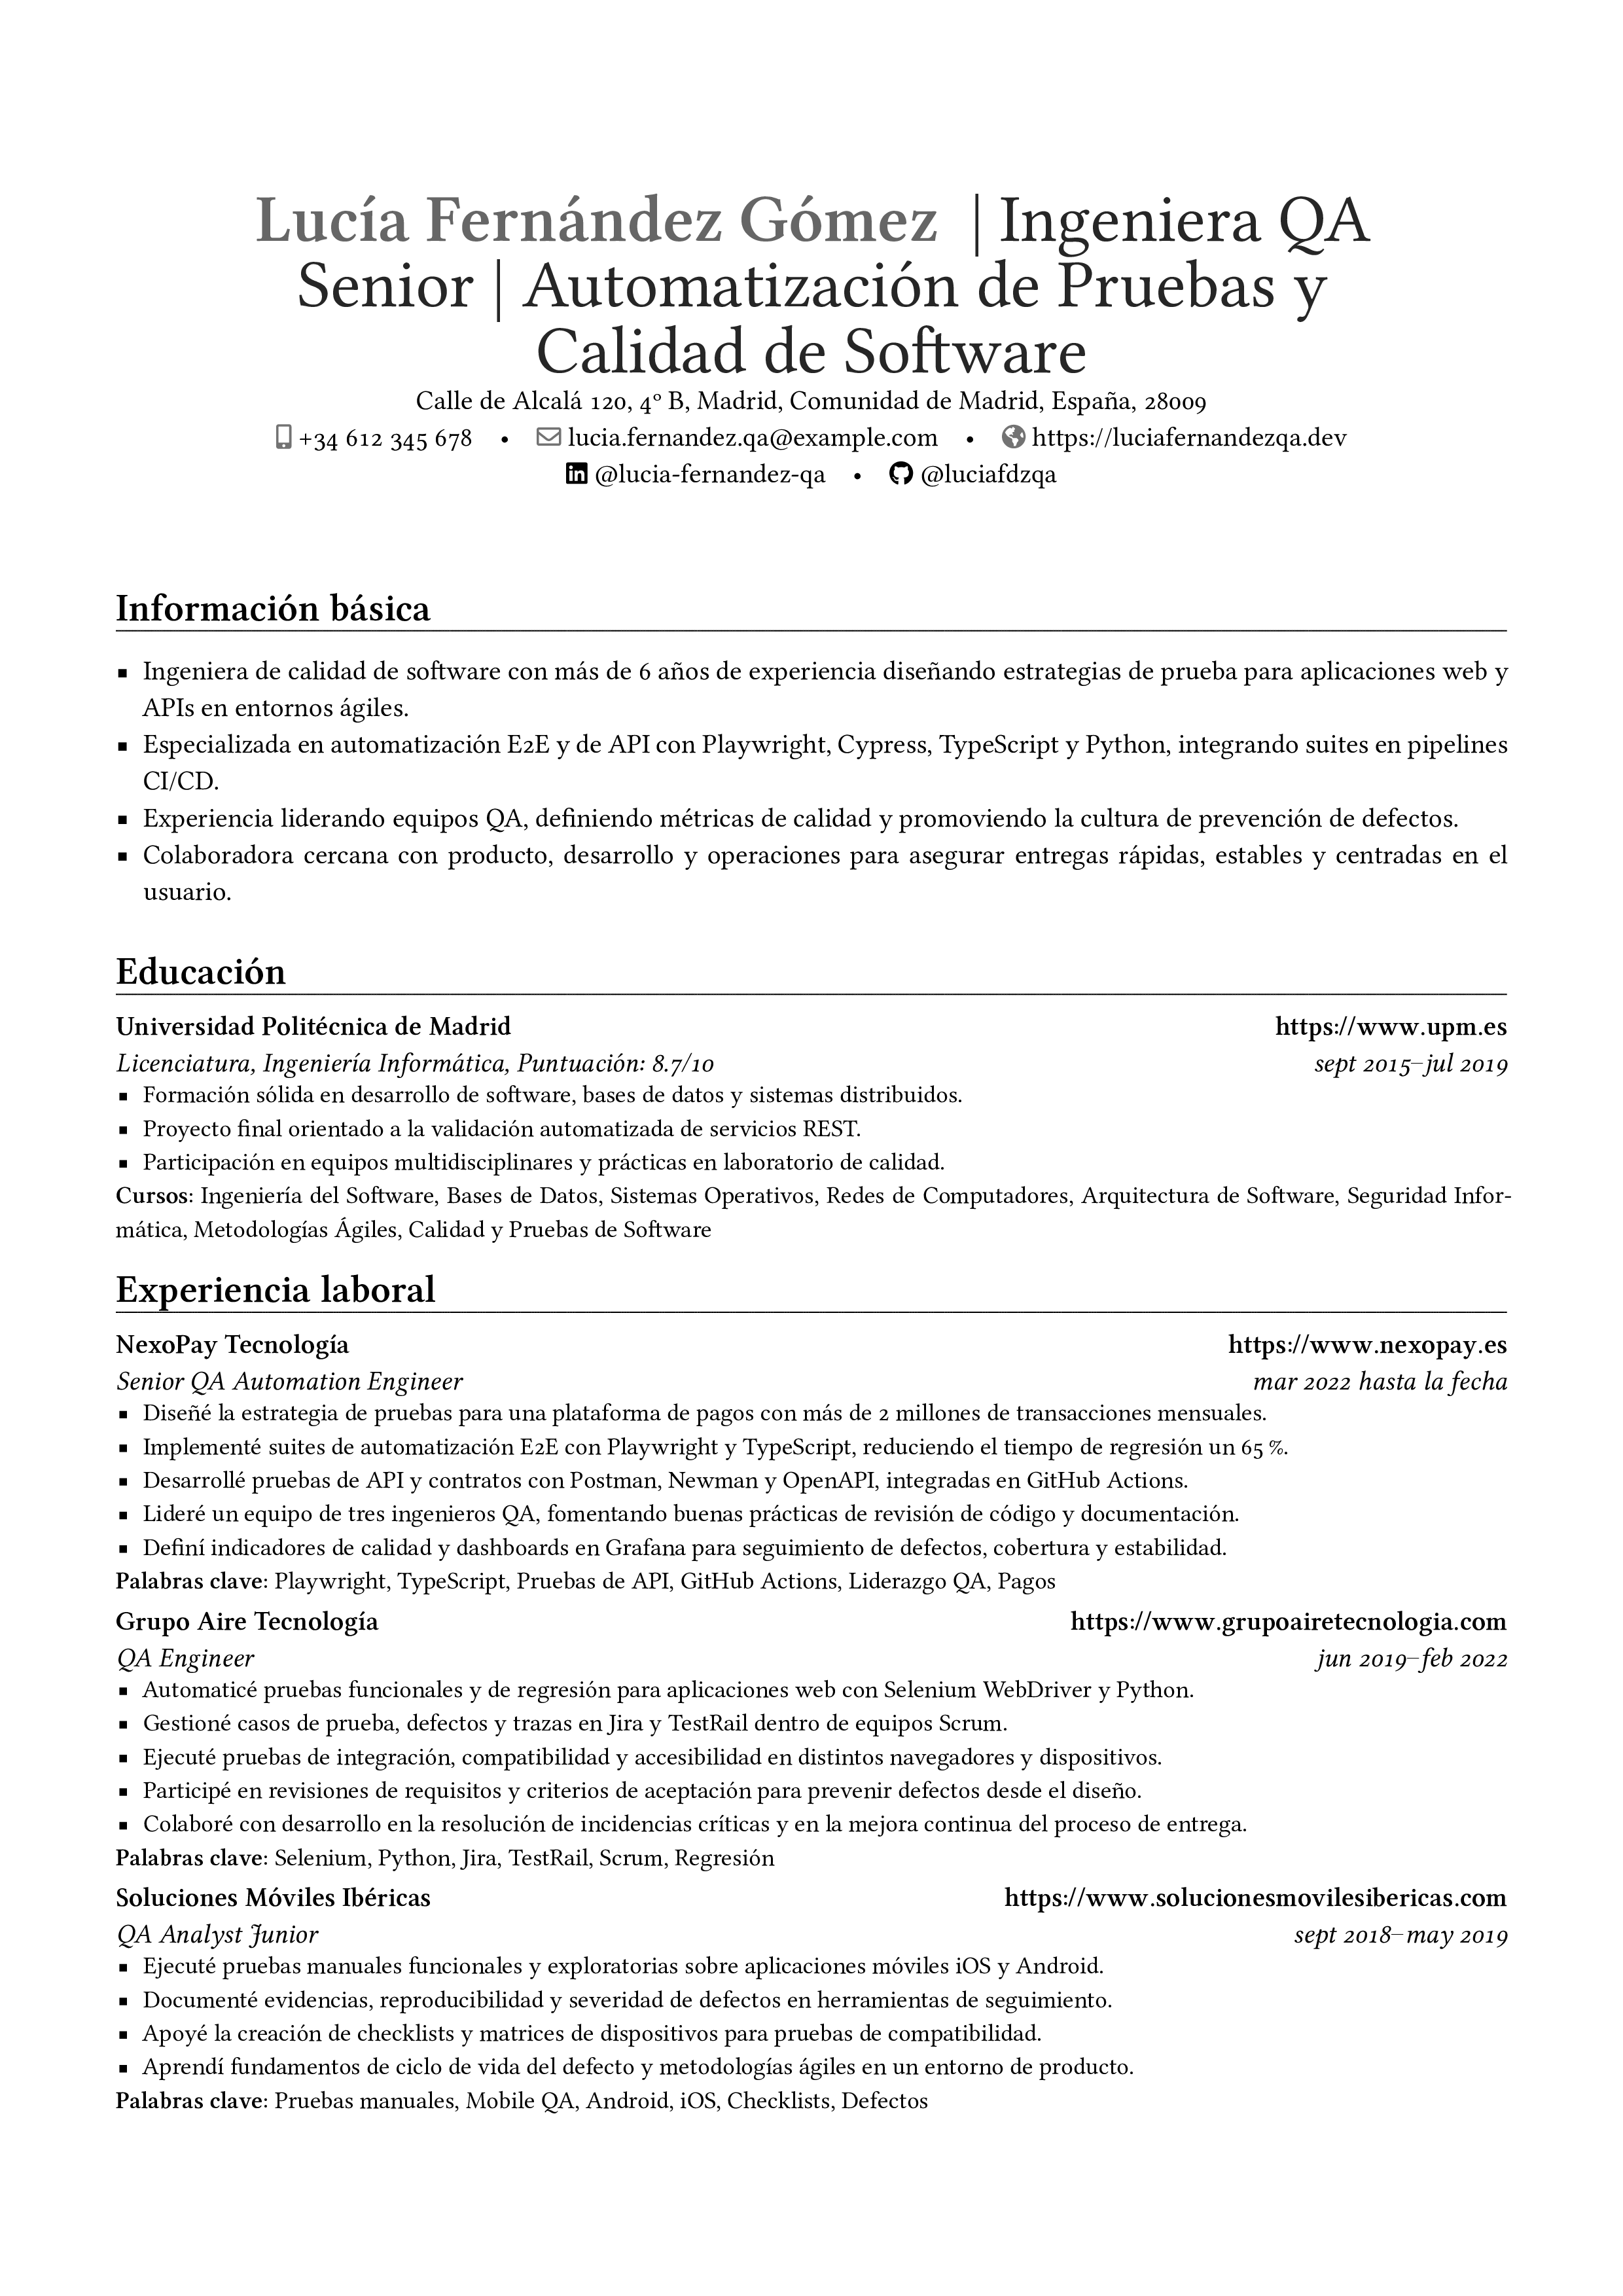 Lucía Fernández Gómez | Ingeniera QA
Senior | Automatización de Pruebas y
Calidad de Software
Calle de Alcalá 120, 4º B, Madrid, Comunidad de Madrid, España, 28009
+34 612 345 678 • lucia.fernandez.qa@example.com • https://luciafernandezqa.dev
@lucia-fernandez-qa • @luciafdzqa
Información básica
▪ Ingeniera de calidad de software con más de 6 años de experiencia diseñando estrategias de prueba para aplicaciones web y
APIs en entornos ágiles.
▪ Especializada en automatización E2E y de API con Playwright, Cypress, TypeScript y Python, integrando suites en pipelines
CI/CD.
▪ Experiencia liderando equipos QA, definiendo métricas de calidad y promoviendo la cultura de prevención de defectos.
▪ Colaboradora cercana con producto, desarrollo y operaciones para asegurar entregas rápidas, estables y centradas en el
usuario.
Educación
Universidad Politécnica de Madrid https://www.upm.es
Licenciatura, Ingeniería Informática, Puntuación: 8.7/10 sept 2015–jul 2019
▪ Formación sólida en desarrollo de software, bases de datos y sistemas distribuidos.
▪ Proyecto final orientado a la validación automatizada de servicios REST.
▪ Participación en equipos multidisciplinares y prácticas en laboratorio de calidad.
Cursos: Ingeniería del Software, Bases de Datos, Sistemas Operativos, Redes de Computadores, Arquitectura de Software, Seguridad Infor-
mática, Metodologías Ágiles, Calidad y Pruebas de Software
Experiencia laboral
NexoPay Tecnología https://www.nexopay.es
Senior QA Automation Engineer mar 2022 hasta la fecha
▪ Diseñé la estrategia de pruebas para una plataforma de pagos con más de 2 millones de transacciones mensuales.
▪ Implementé suites de automatización E2E con Playwright y TypeScript, reduciendo el tiempo de regresión un 65 %.
▪ Desarrollé pruebas de API y contratos con Postman, Newman y OpenAPI, integradas en GitHub Actions.
▪ Lideré un equipo de tres ingenieros QA, fomentando buenas prácticas de revisión de código y documentación.
▪ Definí indicadores de calidad y dashboards en Grafana para seguimiento de defectos, cobertura y estabilidad.
Palabras clave: Playwright, TypeScript, Pruebas de API, GitHub Actions, Liderazgo QA, Pagos
Grupo Aire Tecnología https://www.grupoairetecnologia.com
QA Engineer jun 2019–feb 2022
▪ Automaticé pruebas funcionales y de regresión para aplicaciones web con Selenium WebDriver y Python.
▪ Gestioné casos de prueba, defectos y trazas en Jira y TestRail dentro de equipos Scrum.
▪ Ejecuté pruebas de integración, compatibilidad y accesibilidad en distintos navegadores y dispositivos.
▪ Participé en revisiones de requisitos y criterios de aceptación para prevenir defectos desde el diseño.
▪ Colaboré con desarrollo en la resolución de incidencias críticas y en la mejora continua del proceso de entrega.
Palabras clave: Selenium, Python, Jira, TestRail, Scrum, Regresión
Soluciones Móviles Ibéricas https://www.solucionesmovilesibericas.com
QA Analyst Junior sept 2018–may 2019
▪ Ejecuté pruebas manuales funcionales y exploratorias sobre aplicaciones móviles iOS y Android.
▪ Documenté evidencias, reproducibilidad y severidad de defectos en herramientas de seguimiento.
▪ Apoyé la creación de checklists y matrices de dispositivos para pruebas de compatibilidad.
▪ Aprendí fundamentos de ciclo de vida del defecto y metodologías ágiles en un entorno de producto.
Palabras clave: Pruebas manuales, Mobile QA, Android, iOS, Checklists, Defectos